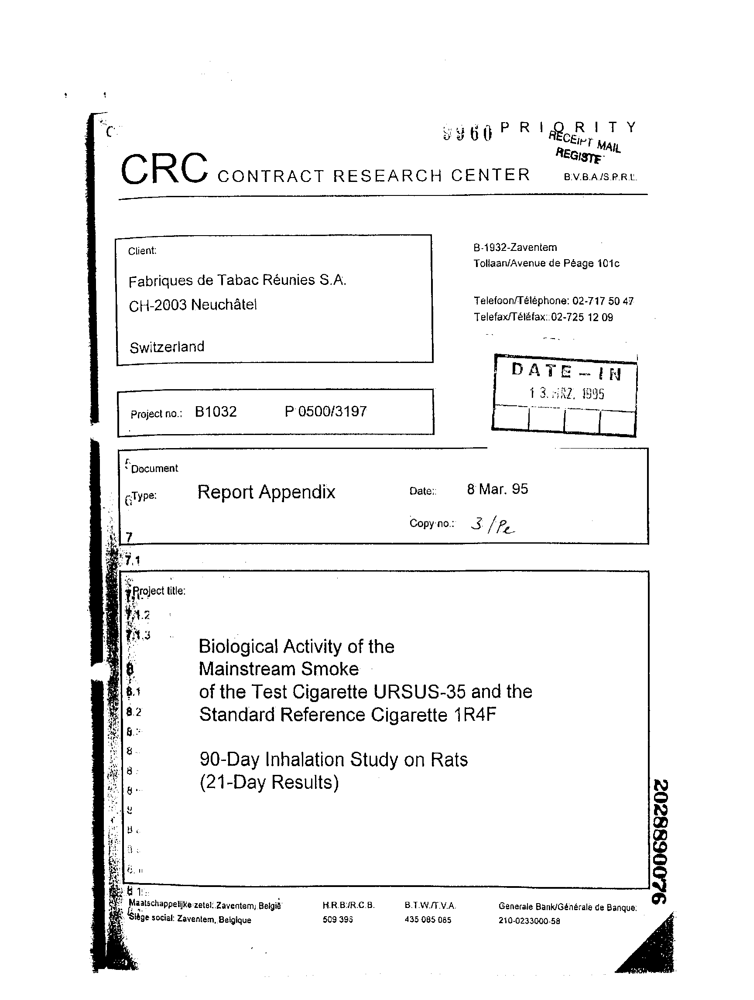 9960 PRIORITY
RECEIPT MAIL
REGISTE
CRC CONTRACT RESEARCH CENTER B.V.B.A./S.P.R.L.
Client:
Fabriques de Tabac Réunies S.A.
CH-2003 Neuchâtel
Switzerland
B-1932-Zaventem
Tollaan/Avenue de Péage 101c
Telefoon/Téléphone: 02-717 50 47
Telefax/Téléfax: 02-725 12 09
DATE-IN
1 3. MRZ. 1995
Project no.: B1032 P 0500/3197
Document
Type: Report Appendix Date: 8 Mar. 95
Copy no.: 3/Pe
7
7.1
Project title:
7.1.2
7.1.3
Biological Activity of the
Mainstream Smoke
of the Test Cigarette URSUS-35 and the
Standard Reference Cigarette 1R4F
90-Day Inhalation Study on Rats
(21-Day Results)
8
8.1
8.2
2028890076
Maatschappelijke zetel: Zaventem, België H.R.B./R.C.B. B.T.W./T.V.A. Generale Bank/Générale de Banque:
Siège social: Zaventem, Belgique 509 395 435 085 085 210-0233000-58